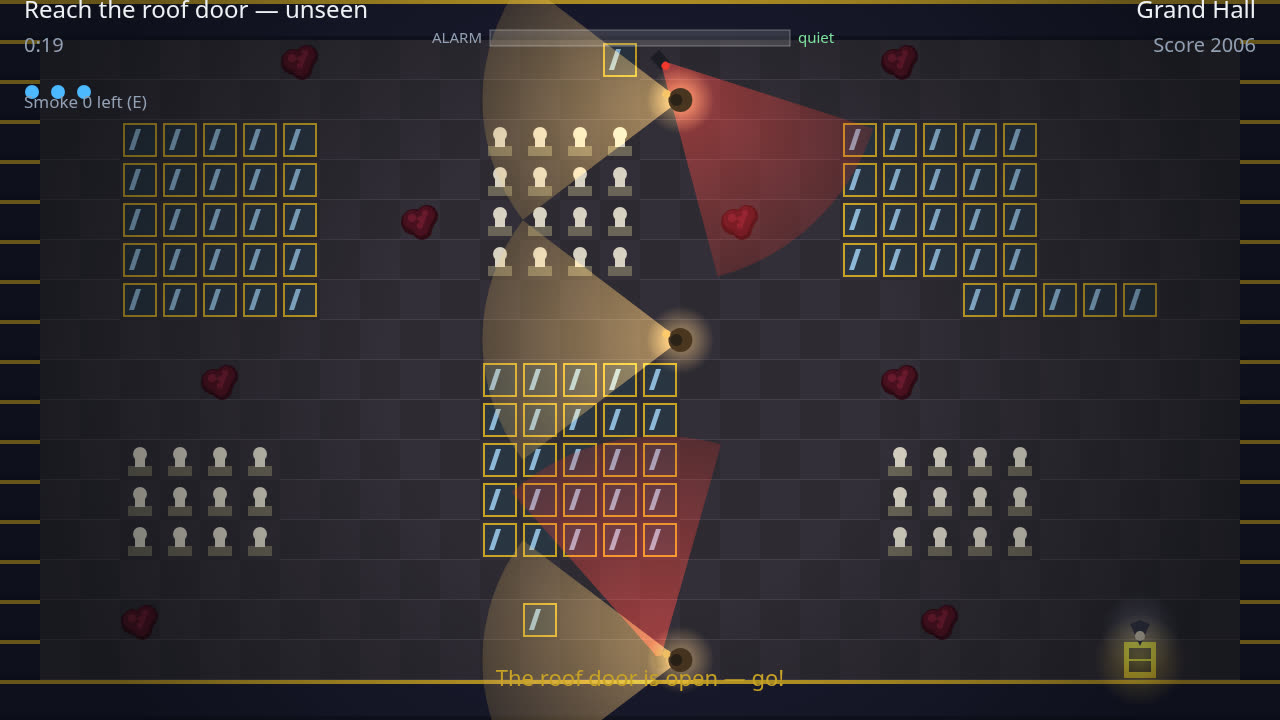 Reach the roof door — unseen
Grand Hall
0:19
ALARM
quiet
Score 2006
Smoke 0 left (E)
The roof door is open — go!